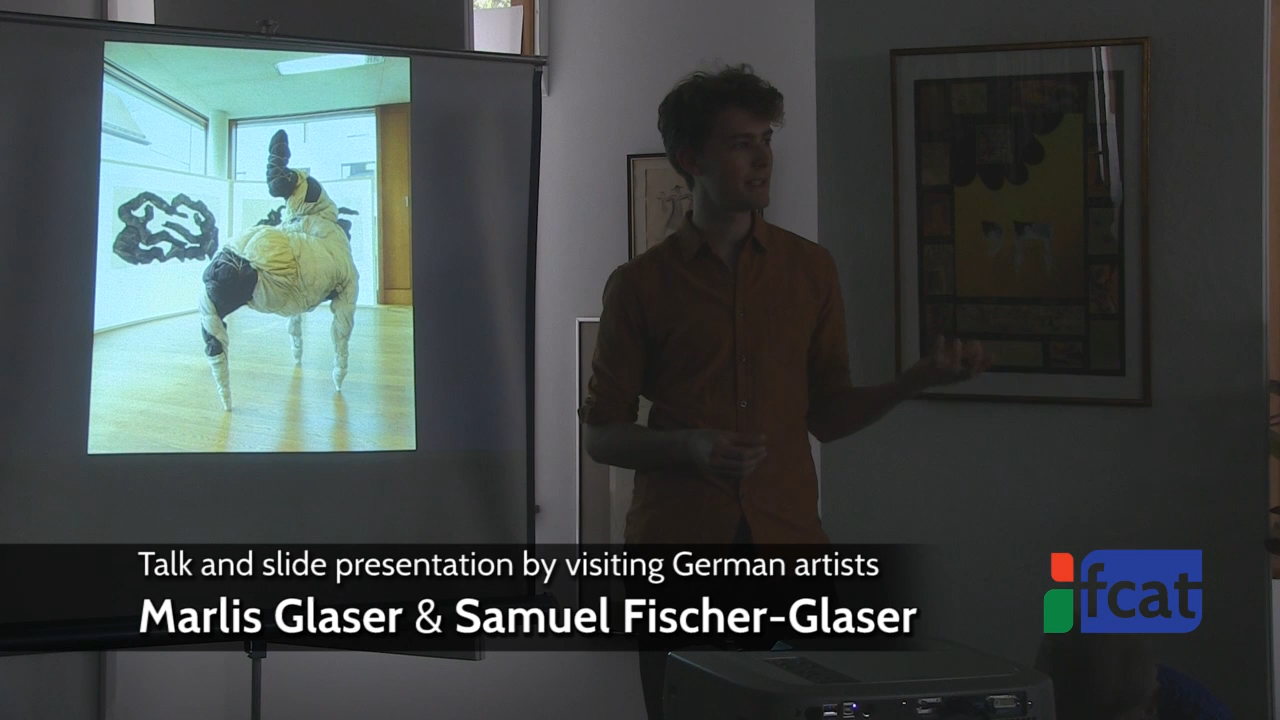 Talk and slide presentation by visiting German artists
Marlis Glaser & Samuel Fischer-Glaser
fcat